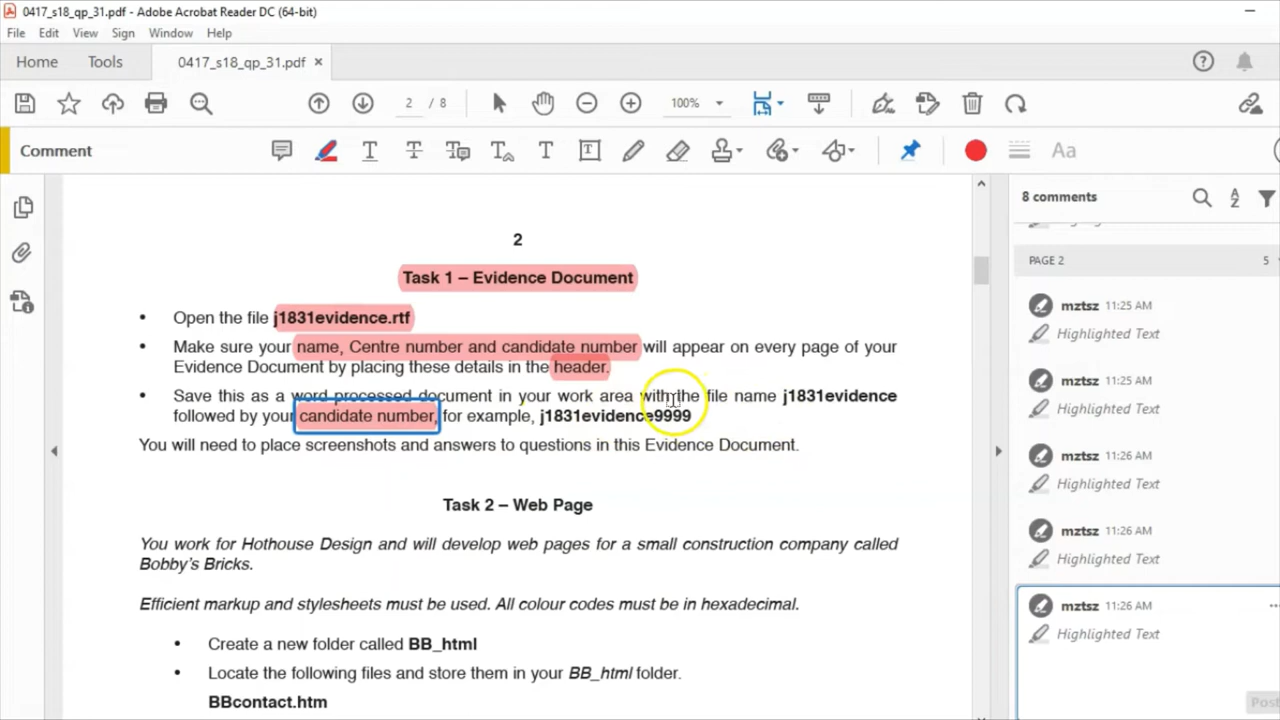 0417_s18_qp_31.pdf - Adobe Acrobat Reader DC (64-bit)
File Edit View Sign Window Help
Home Tools 0417_s18_qp_31.pdf ×
2 / 8 100%
Comment
Aa
8 comments
2
PAGE 2 5
Task 1 – Evidence Document
mztsz 11:25 AM
Highlighted Text
• Open the file j1831evidence.rtf
• Make sure your name, Centre number and candidate number will appear on every page of your
Evidence Document by placing these details in the header.
mztsz 11:25 AM
Highlighted Text
• Save this as a word processed document in your work area with the file name j1831evidence
followed by your candidate number, for example, j1831evidence9999
You will need to place screenshots and answers to questions in this Evidence Document.
mztsz 11:26 AM
Highlighted Text
Task 2 – Web Page
mztsz 11:26 AM
Highlighted Text
You work for Hothouse Design and will develop web pages for a small construction company called
Bobby's Bricks.
Efficient markup and stylesheets must be used. All colour codes must be in hexadecimal.
mztsz 11:26 AM
Highlighted Text
• Create a new folder called BB_html
• Locate the following files and store them in your BB_html folder.
BBcontact.htm